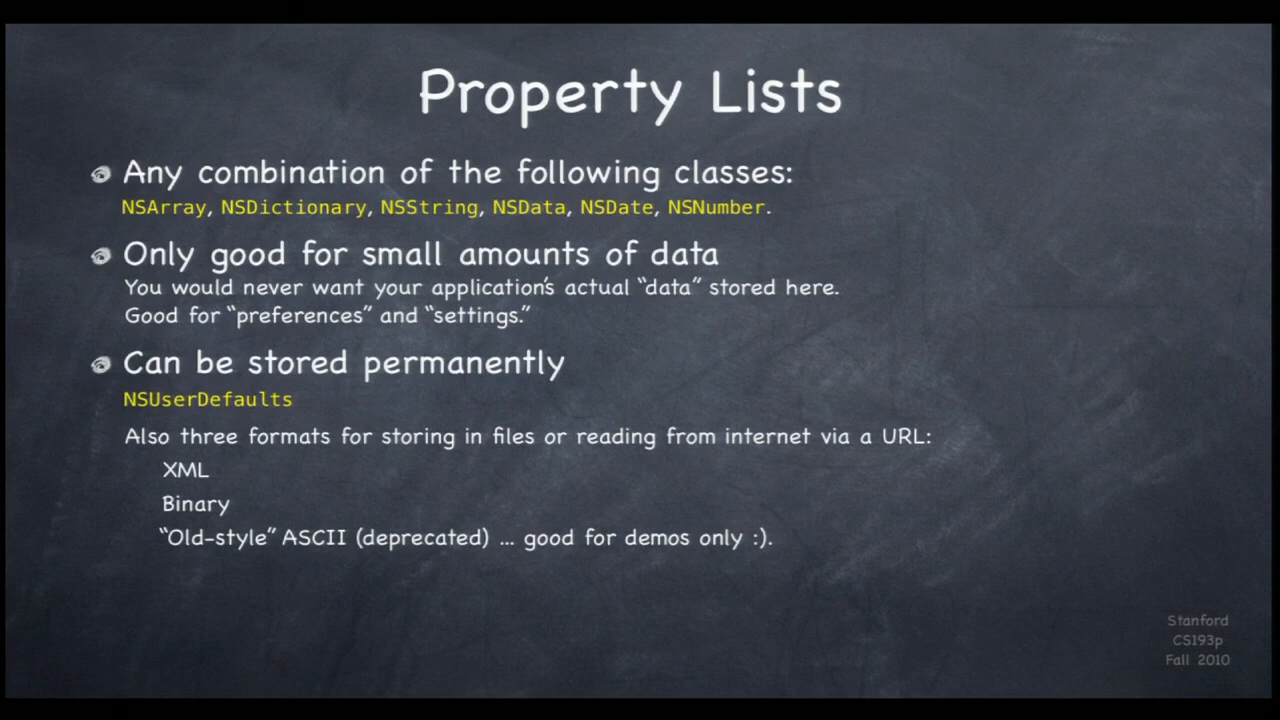 Property Lists
Any combination of the following classes:
NSArray, NSDictionary, NSString, NSData, NSDate, NSNumber.
Only good for small amounts of data
You would never want your application's actual “data” stored here.
Good for “preferences” and “settings.”
Can be stored permanently
NSUserDefaults
Also three formats for storing in files or reading from internet via a URL:
XML
Binary
“Old-style” ASCII (deprecated) ... good for demos only :).
Stanford
CS193p
Fall 2010